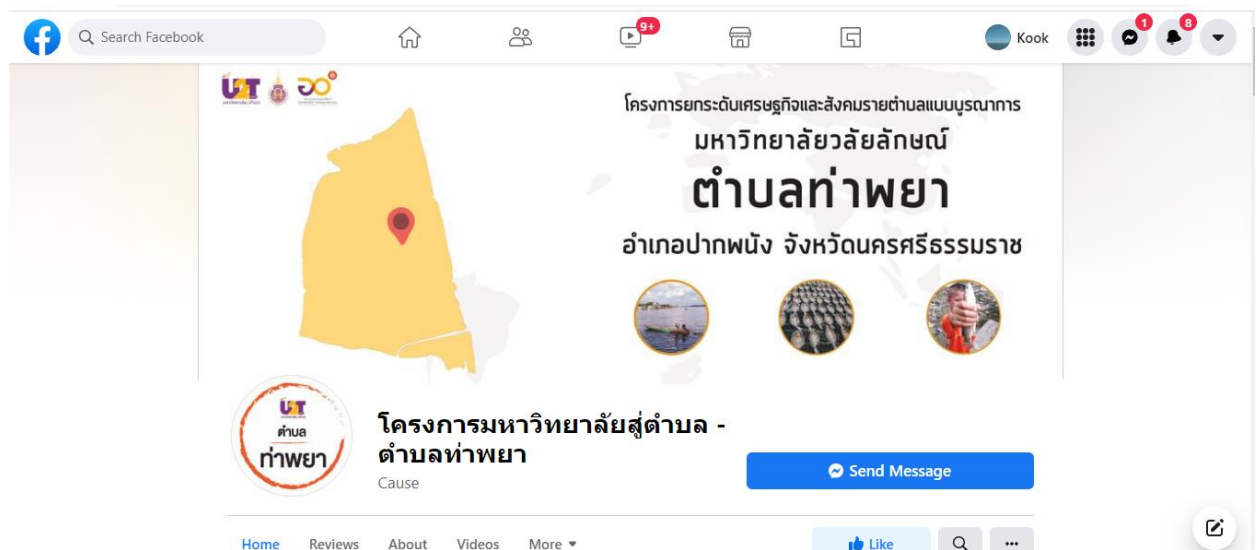 Search Facebook
9+
Kook
1
8
U2T
โครงการยกระดับเศรษฐกิจและสังคมรายตำบลแบบบูรณาการ
มหาวิทยาลัยวลัยลักษณ์
ตำบลท่าพยา
อำเภอปากพนัง จังหวัดนครศรีธรรมราช
U2T
ตำบล
ท่าพยา
โครงการมหาวิทยาลัยสู่ตำบล -
ตำบลท่าพยา
Cause
Send Message
Home Reviews About Videos More
Like